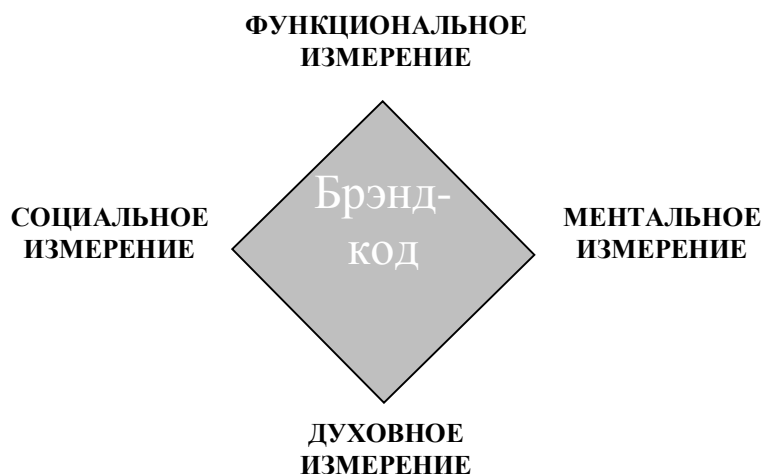 ФУНКЦИОНАЛЬНОЕ
ИЗМЕРЕНИЕ
Брэнд-
код
СОЦИАЛЬНОЕ
ИЗМЕРЕНИЕ
МЕНТАЛЬНОЕ
ИЗМЕРЕНИЕ
ДУХОВНОЕ
ИЗМЕРЕНИЕ